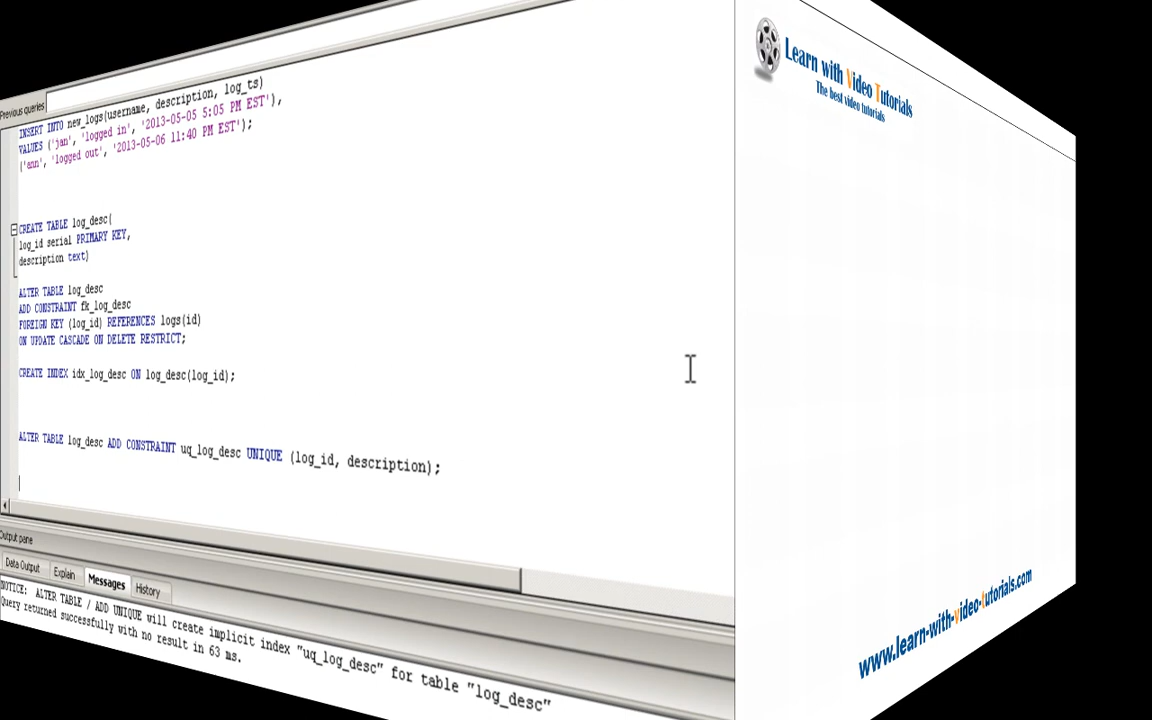 Previous queries
INSERT INTO new_logs(username, description, log_ts)
VALUES ('jan', 'logged in', '2013-05-05 5:05 PM EST'),
('ann', 'logged out', '2013-05-06 11:40 PM EST');
CREATE TABLE log_desc(
log_id serial PRIMARY KEY,
description text)
ALTER TABLE log_desc
ADD CONSTRAINT fk_log_desc
FOREIGN KEY (log_id) REFERENCES logs(id)
ON UPDATE CASCADE ON DELETE RESTRICT;
CREATE INDEX idx_log_desc ON log_desc(log_id);
ALTER TABLE log_desc ADD CONSTRAINT uq_log_desc UNIQUE (log_id, description);
Output pane
Data Output Explain Messages History
NOTICE: ALTER TABLE / ADD UNIQUE will create implicit index "uq_log_desc" for table "log_desc"
Query returned successfully with no result in 63 ms.
Learn with Video Tutorials
The best video tutorials
www.learn-with-video-tutorials.com